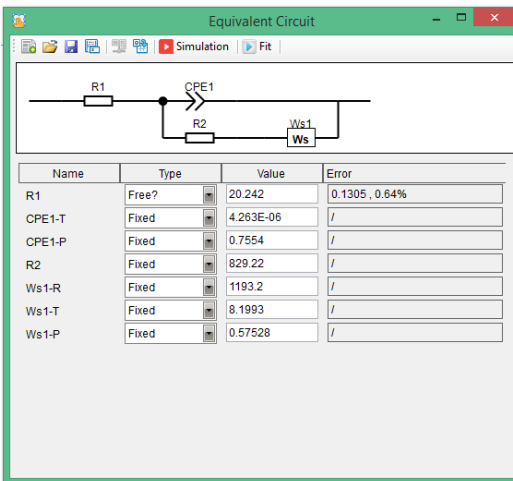 Equivalent Circuit
Simulation Fit
R1 CPE1
R2 Ws1
Ws
Name Type Value Error
R1 Free? 20.242 0.1305 , 0.64%
CPE1-T Fixed 4.263E-06 /
CPE1-P Fixed 0.7554 /
R2 Fixed 829.22 /
Ws1-R Fixed 1193.2 /
Ws1-T Fixed 8.1993 /
Ws1-P Fixed 0.57528 /